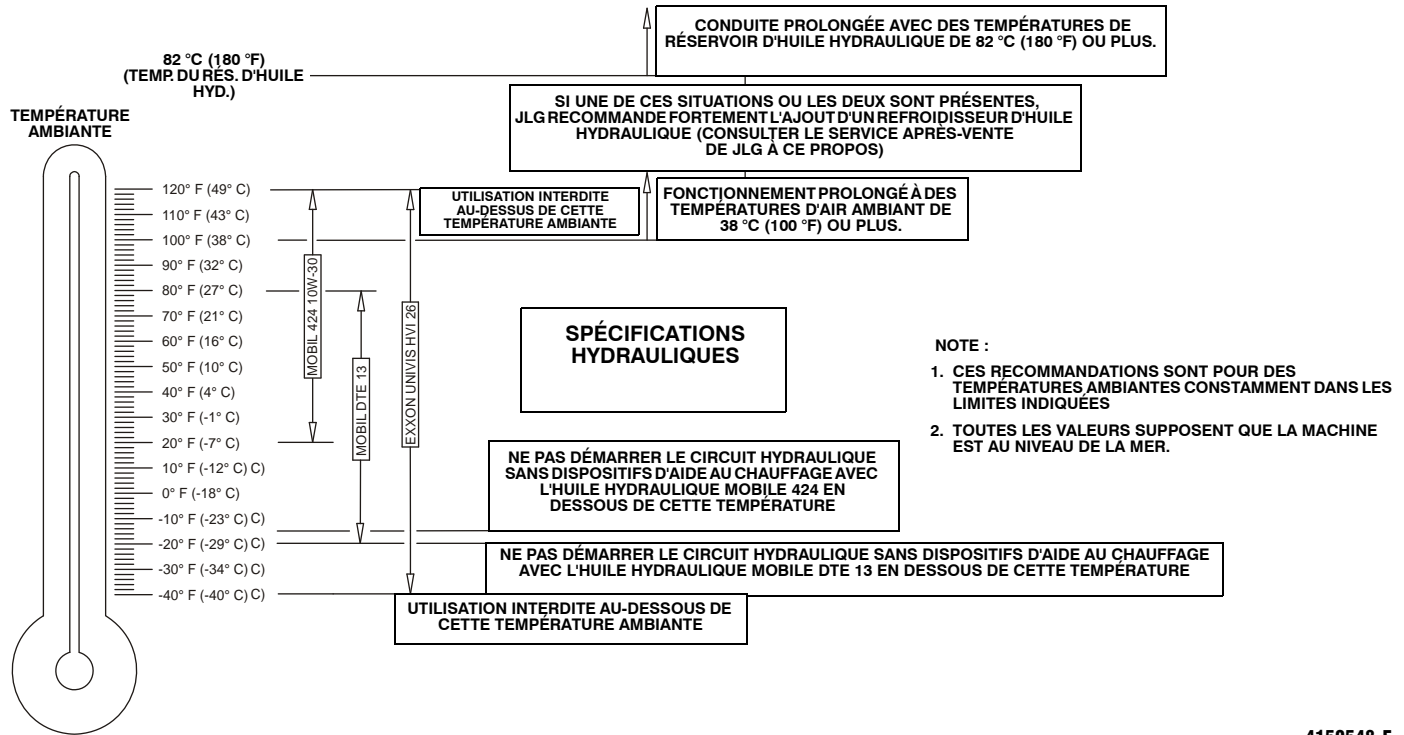 CONDUITE PROLONGÉE AVEC DES TEMPÉRATURES DE
RÉSERVOIR D'HUILE HYDRAULIQUE DE 82 °C (180 °F) OU PLUS.
82 °C (180 °F)
(TEMP. DU RÉS. D'HUILE
HYD.)
SI UNE DE CES SITUATIONS OU LES DEUX SONT PRÉSENTES,
JLG RECOMMANDE FORTEMENT L'AJOUT D'UN REFROIDISSEUR D'HUILE
HYDRAULIQUE (CONSULTER LE SERVICE APRÈS-VENTE
DE JLG À CE PROPOS)
TEMPÉRATURE
AMBIANTE
UTILISATION INTERDITE
AU-DESSUS DE CETTE
TEMPÉRATURE AMBIANTE
FONCTIONNEMENT PROLONGÉ À DES
TEMPÉRATURES D'AIR AMBIANT DE
38 °C (100 °F) OU PLUS.
120° F (49° C)
110° F (43° C)
100° F (38° C)
90° F (32° C)
80° F (27° C)
70° F (21° C)
60° F (16° C)
50° F (10° C)
40° F (4° C)
30° F (-1° C)
20° F (-7° C)
10° F (-12° C) C)
0° F (-18° C)
-10° F (-23° C) C)
-20° F (-29° C) C)
-30° F (-34° C) C)
-40° F (-40° C) C)
MOBIL 424 10W-30
MOBIL DTE 13
EXXON UNIVIS HVI 26
SPÉCIFICATIONS
HYDRAULIQUES
NOTE :
1. CES RECOMMANDATIONS SONT POUR DES
TEMPÉRATURES AMBIANTES CONSTAMMENT DANS LES
LIMITES INDIQUÉES
2. TOUTES LES VALEURS SUPPOSENT QUE LA MACHINE
EST AU NIVEAU DE LA MER.
NE PAS DÉMARRER LE CIRCUIT HYDRAULIQUE
SANS DISPOSITIFS D'AIDE AU CHAUFFAGE AVEC
L'HUILE HYDRAULIQUE MOBILE 424 EN
DESSOUS DE CETTE TEMPÉRATURE
NE PAS DÉMARRER LE CIRCUIT HYDRAULIQUE SANS DISPOSITIFS D'AIDE AU CHAUFFAGE
AVEC L'HUILE HYDRAULIQUE MOBILE DTE 13 EN DESSOUS DE CETTE TEMPÉRATURE
UTILISATION INTERDITE AU-DESSOUS DE
CETTE TEMPÉRATURE AMBIANTE